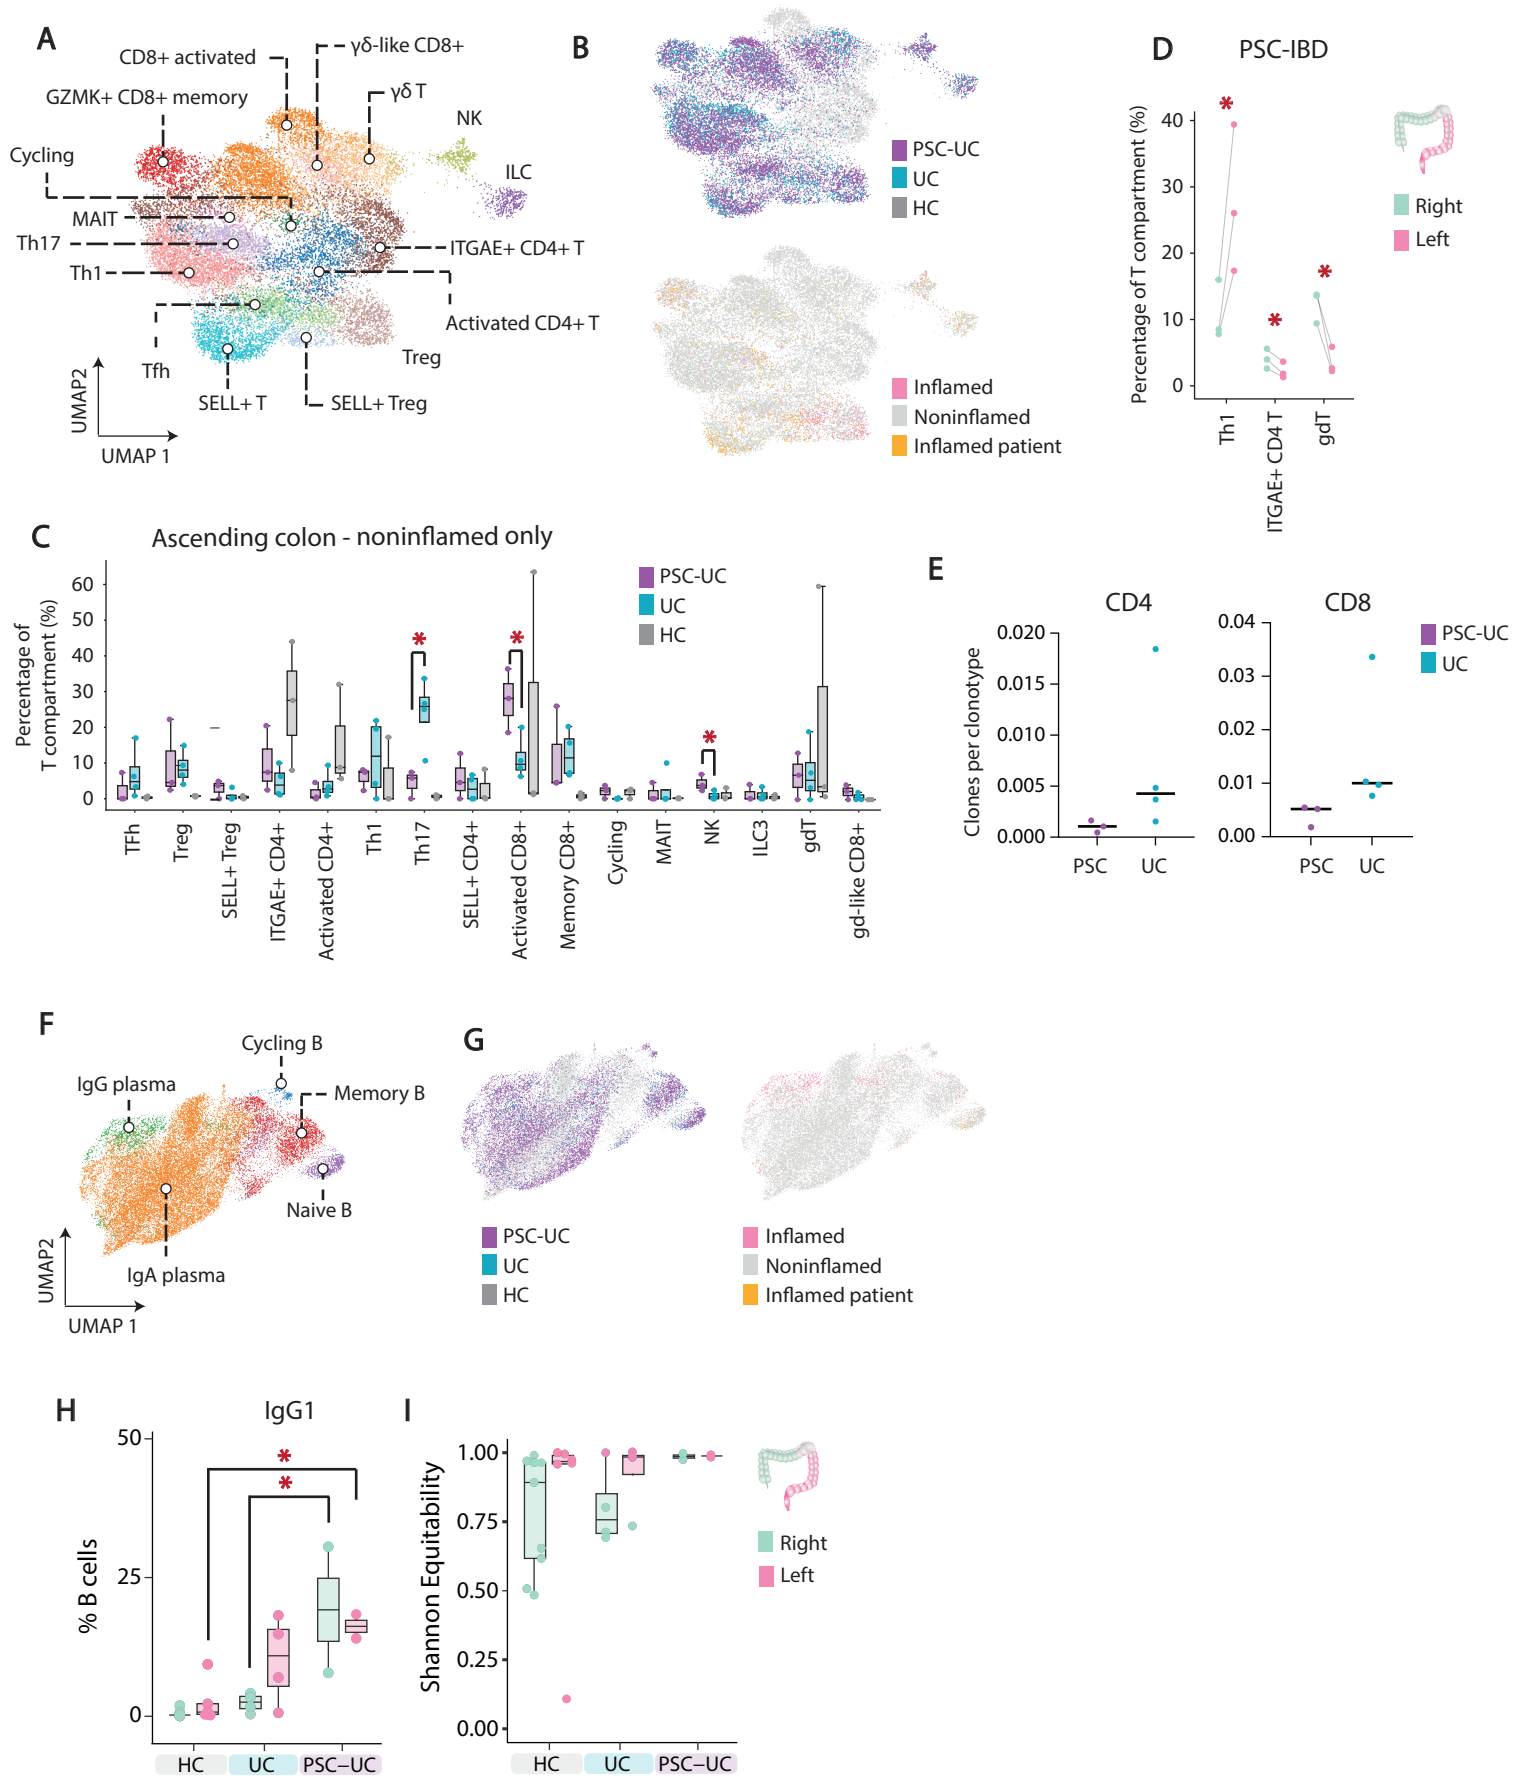 A
CD8+ activated
γδ-like CD8+
GZMK+ CD8+ memory
γδ T
NK
Cycling
ILC
MAIT
Th17
ITGAE+ CD4+ T
Th1
Activated CD4+ T
Tfh
Treg
SELL+ T
SELL+ Treg
UMAP2
UMAP 1
B
PSC-UC
UC
HC
Inflamed
Noninflamed
Inflamed patient
D
PSC-IBD
Percentage of T compartment (%)
40
30
20
10
0
*
*
*
Th1
ITGAE+ CD4 T
gdT
Right
Left
C
Ascending colon - noninflamed only
Percentage of
T compartment (%)
60
50
40
30
20
10
0
*
*
*
PSC-UC
UC
HC
TFh
Treg
SELL+ Treg
ITGAE+ CD4+
Activated CD4+
Th1
Th17
SELL+ CD4+
Activated CD8+
Memory CD8+
Cycling
MAIT
NK
ILC3
gdT
gd-like CD8+
E
CD4
Clones per clonotype
0.020
0.015
0.010
0.005
0.000
PSC
UC
CD8
0.04
0.03
0.02
0.01
0.00
PSC
UC
PSC-UC
UC
F
Cycling B
IgG plasma
Memory B
Naive B
IgA plasma
UMAP2
UMAP 1
G
PSC-UC
UC
HC
Inflamed
Noninflamed
Inflamed patient
H
IgG1
% B cells
50
25
0
*
*
HC
UC
PSC–UC
I
Shannon Equitability
1.00
0.75
0.50
0.25
0.00
HC
UC
PSC–UC
Right
Left